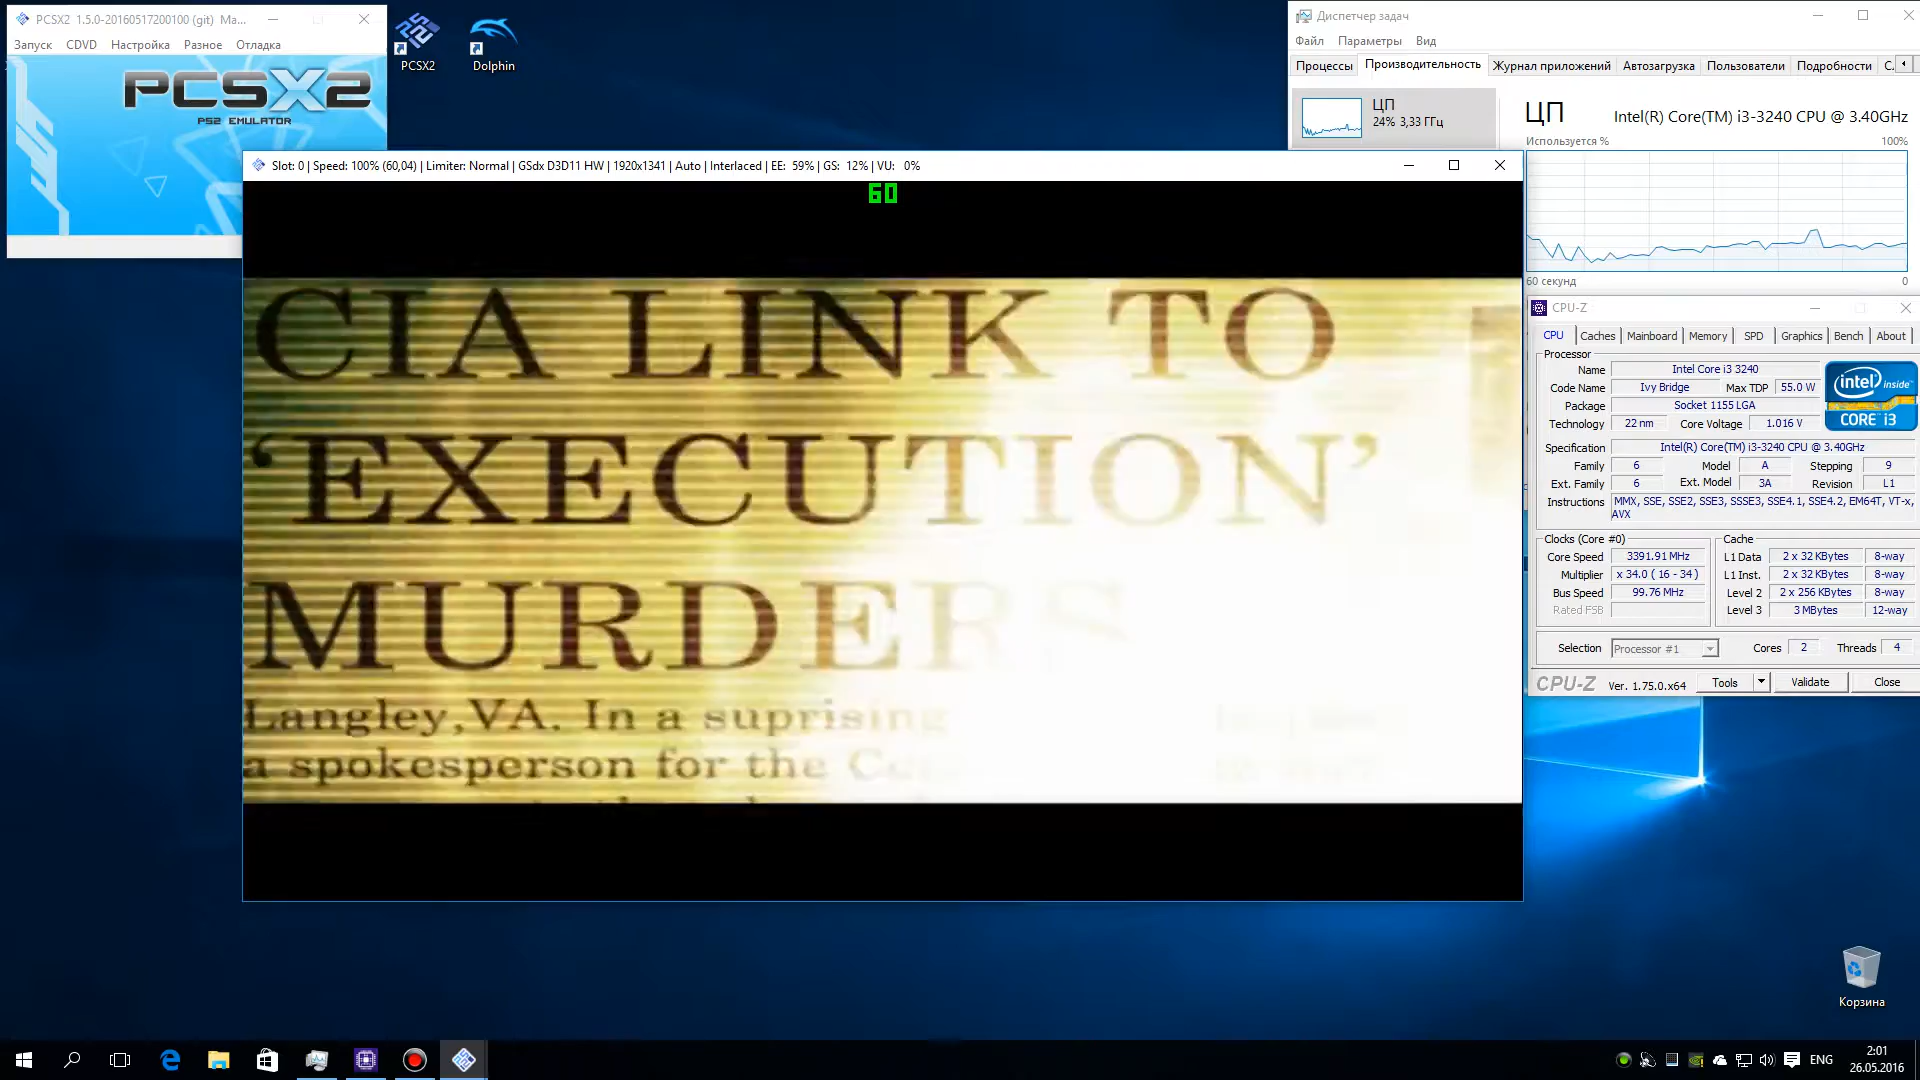 PCSX2 1.5.0-20160517200100 (git) Ma...
Запуск CDVD Настройка Разное Отладка
PCSX2
PS2 EMULATOR
PCSX2
Dolphin
Диспетчер задач
Файл Параметры Вид
Процессы Производительность Журнал приложений Автозагрузка Пользователи Подробности С.
ЦП
24% 3,33 ГГц
ЦП Intel(R) Core(TM) i3-3240 CPU @ 3.40GHz
Используется % 100%
60 секунд 0
Slot: 0 | Speed: 100% (60,04) | Limiter: Normal | GSdx D3D11 HW | 1920x1341 | Auto | Interlaced | EE: 59% | GS: 12% | VU: 0%
60
CIA LINK TO
‘EXECUTION’
MURDERS
Langley,VA. In a suprising
a spokesperson for the
CPU-Z
CPU Caches Mainboard Memory SPD Graphics Bench About
Processor
Name Intel Core i3 3240
Code Name Ivy Bridge Max TDP 55.0 W
Package Socket 1155 LGA
Technology 22 nm Core Voltage 1.016 V
intel inside
CORE i3
Specification Intel(R) Core(TM) i3-3240 CPU @ 3.40GHz
Family 6 Model A Stepping 9
Ext. Family 6 Ext. Model 3A Revision L1
Instructions MMX, SSE, SSE2, SSE3, SSSE3, SSE4.1, SSE4.2, EM64T, VT-x,
AVX
Clocks (Core #0)
Core Speed 3391.91 MHz
Multiplier x 34.0 ( 16 - 34 )
Bus Speed 99.76 MHz
Rated FSB
Cache
L1 Data 2 x 32 KBytes 8-way
L1 Inst. 2 x 32 KBytes 8-way
Level 2 2 x 256 KBytes 8-way
Level 3 3 MBytes 12-way
Selection Processor #1 Cores 2 Threads 4
CPU-Z Ver. 1.75.0.x64 Tools Validate Close
Корзина
ENG
2:01
26.05.2016